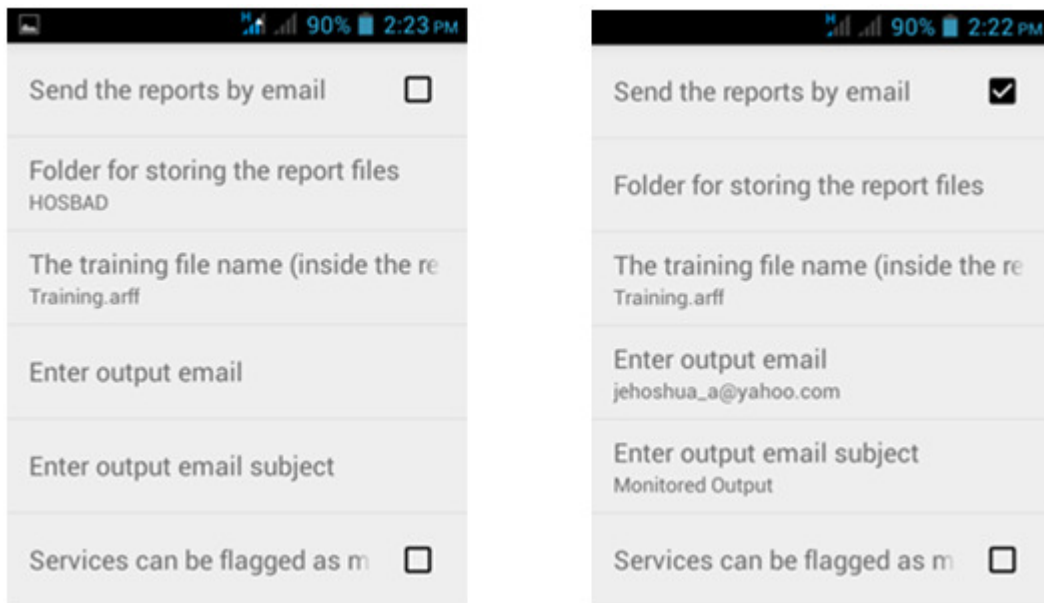 90% 2:23 PM
Send the reports by email
Folder for storing the report files
HOSBAD
The training file name (inside the re
Training.arff
Enter output email
Enter output email subject
Services can be flagged as m
H 90% 2:22 PM
Send the reports by email
Folder for storing the report files
The training file name (inside the re
Training.arff
Enter output email
jehoshua_a@yahoo.com
Enter output email subject
Monitored Output
Services can be flagged as m